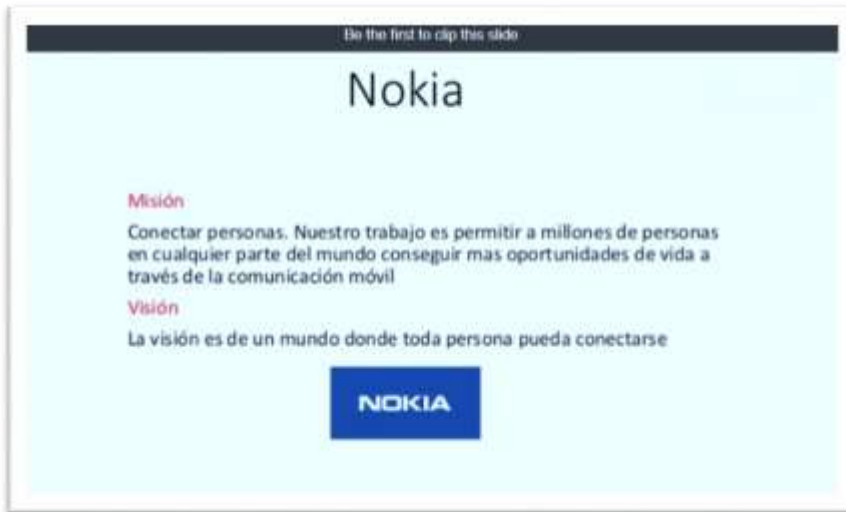 Be the first to clip this slide
Nokia
Misión
Conectar personas. Nuestro trabajo es permitir a millones de personas
en cualquier parte del mundo conseguir mas oportunidades de vida a
través de la comunicación móvil
Visión
La visión es de un mundo donde toda persona pueda conectarse
NOKIA